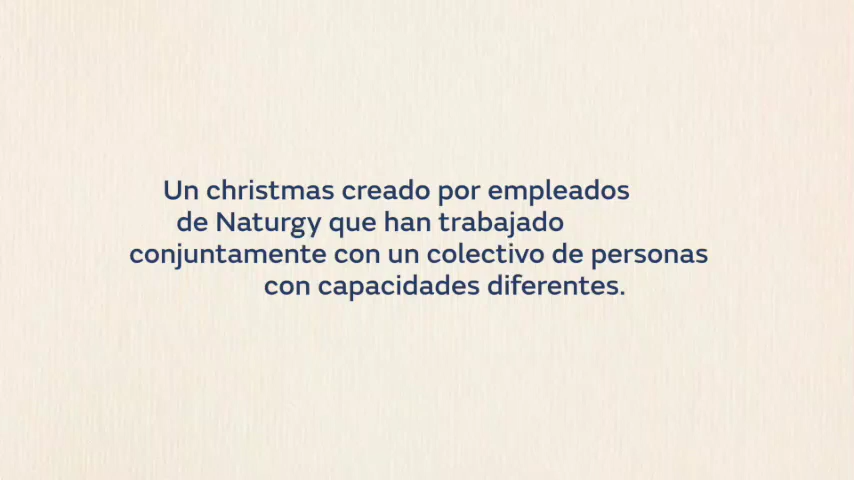 Un christmas creado por empleados
de Naturgy que han trabajado
conjuntamente con un colectivo de personas
con capacidades diferentes.